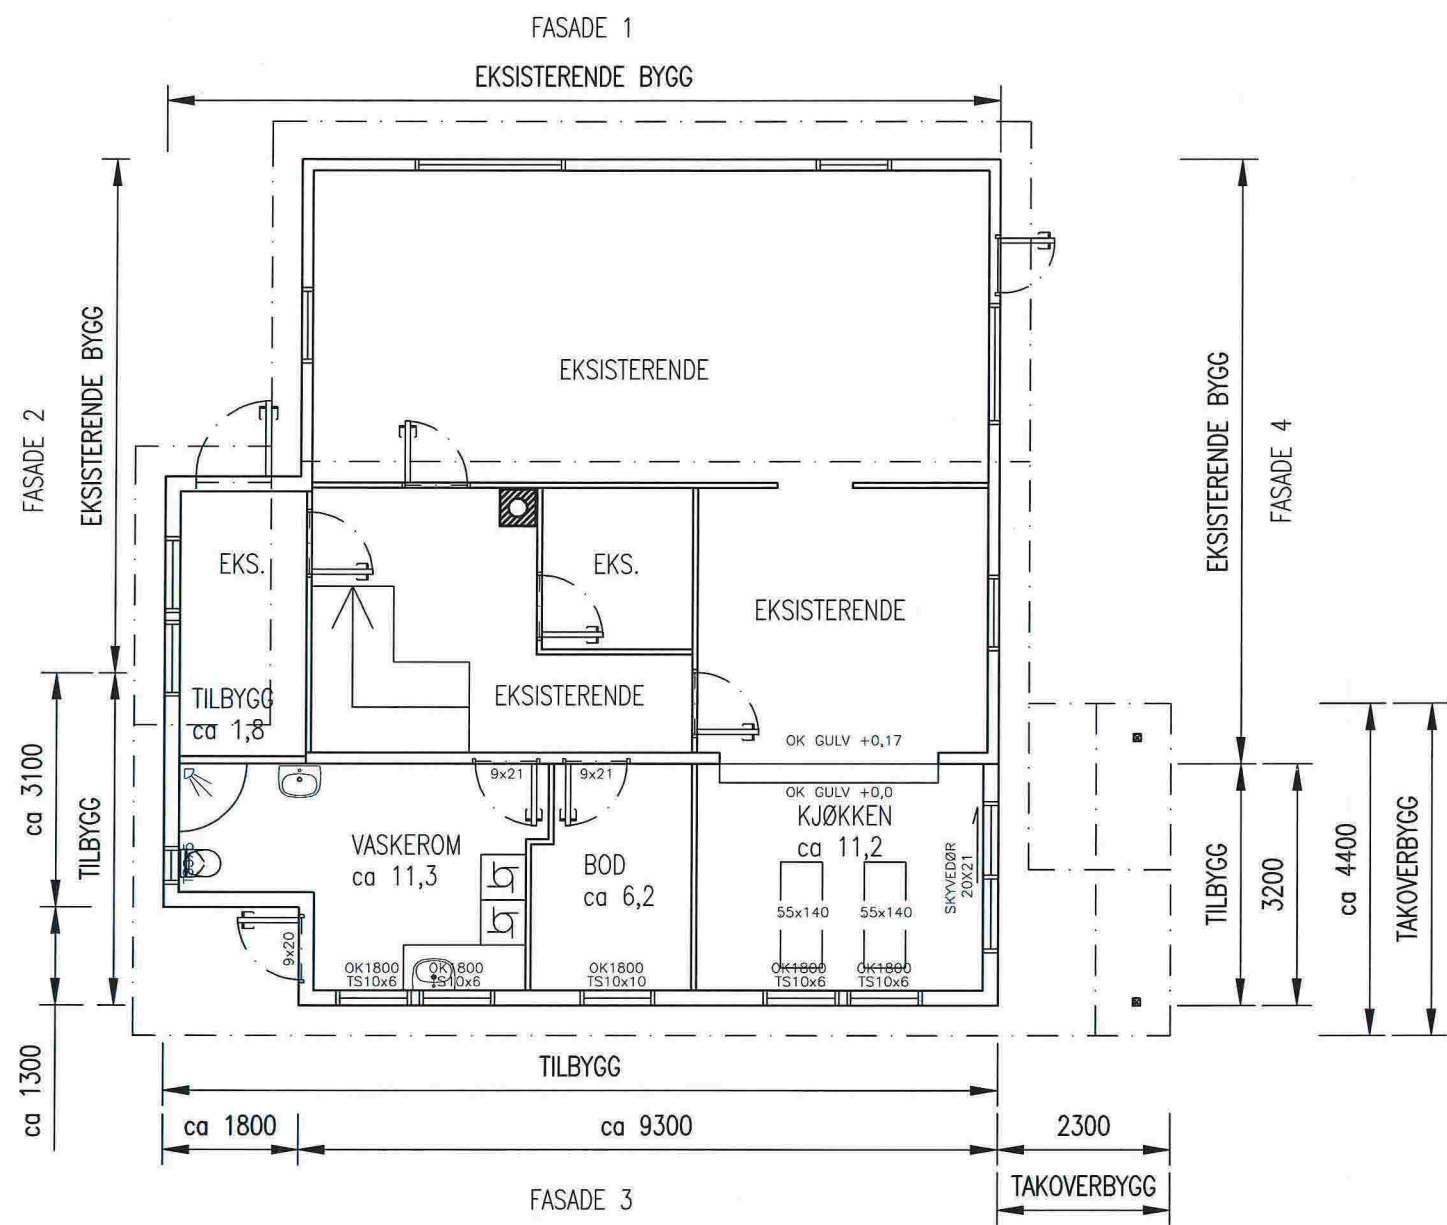 FASADE 1
EKSISTERENDE BYGG
EKSISTERENDE BYGG
FASADE 2
EKSISTERENDE
EKSISTERENDE BYGG
FASADE 4
EKS.
EKS.
EKSISTERENDE
TILBYGG
ca 1,8
EKSISTERENDE
OK GULV +0,17
ca 3100
TILBYGG
9x21
9x21
OK GULV +0,0
KJØKKEN
ca 11,2
VASKEROM
ca 11,3
BOD
ca 6,2
SKYVEDØR
20X21
TILBYGG
3200
ca 4400
TAKOVERBYGG
55x140
55x140
9x20
OK1800
TS10x6
OK1800
TS10x6
OK1800
TS10x10
OK1800
TS10x6
OK1800
TS10x6
ca 1300
TILBYGG
ca 1800
ca 9300
2300
TAKOVERBYGG
FASADE 3